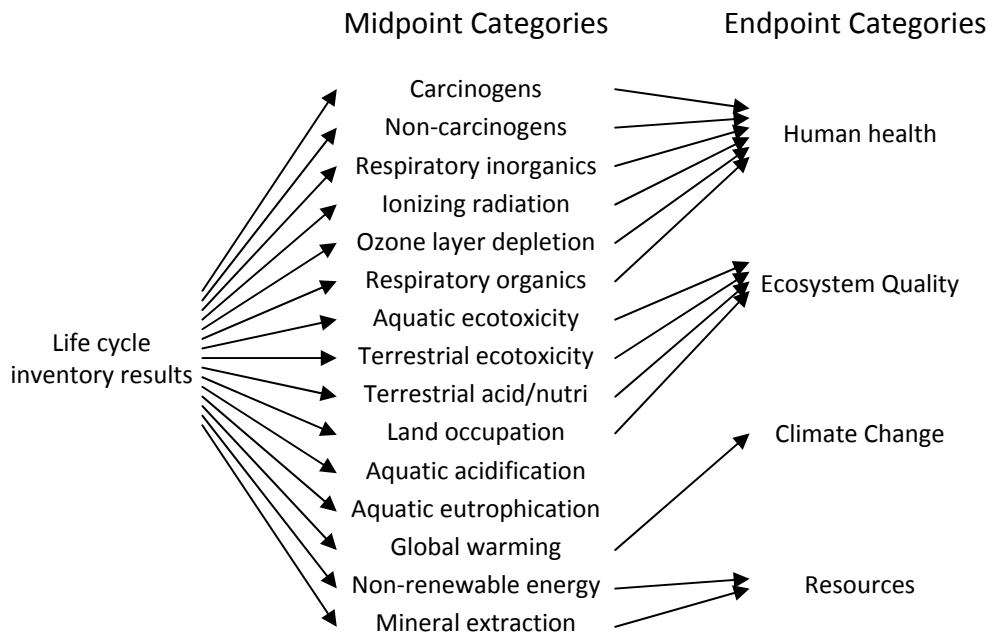 Midpoint Categories
Endpoint Categories
Life cycle
inventory results
Carcinogens
Non-carcinogens
Respiratory inorganics
Ionizing radiation
Ozone layer depletion
Respiratory organics
Aquatic ecotoxicity
Terrestrial ecotoxicity
Terrestrial acid/nutri
Land occupation
Aquatic acidification
Aquatic eutrophication
Global warming
Non-renewable energy
Mineral extraction
Human health
Ecosystem Quality
Climate Change
Resources